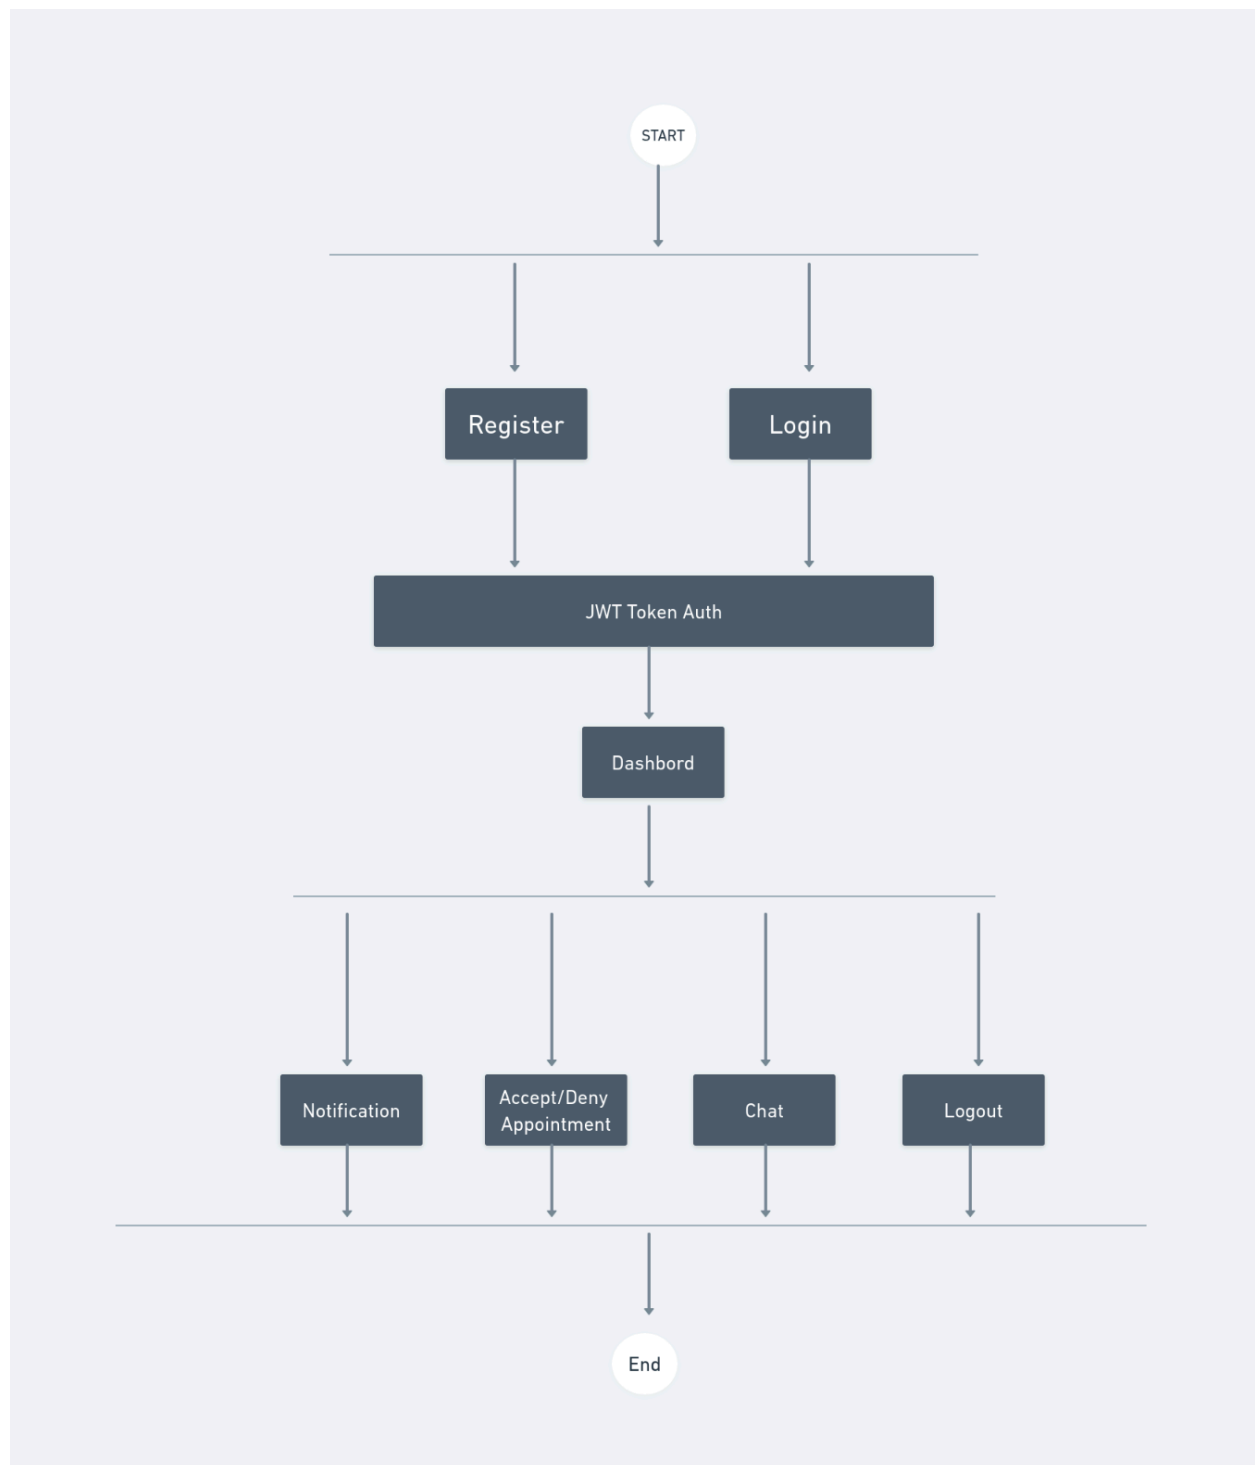 START
Register
Login
JWT Token Auth
Dashbord
Notification
Accept/Deny
Appointment
Chat
Logout
End